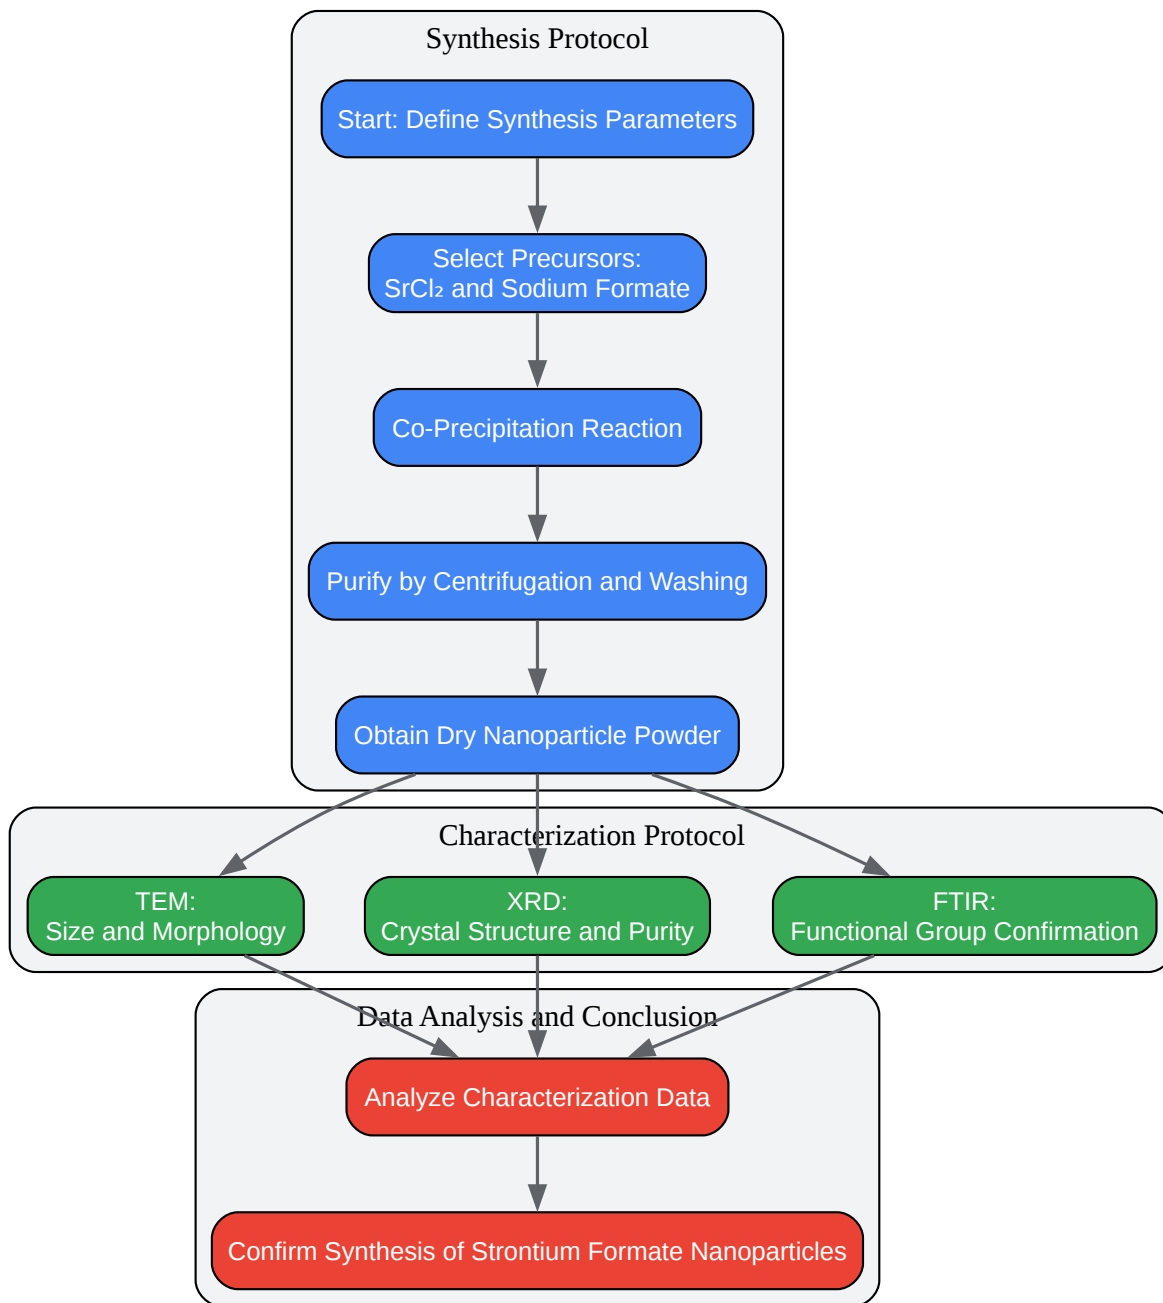 Synthesis Protocol
Start: Define Synthesis Parameters
Select Precursors:
SrCl₂ and Sodium Formate
Co-Precipitation Reaction
Purify by Centrifugation and Washing
Obtain Dry Nanoparticle Powder
Characterization Protocol
TEM:
Size and Morphology
XRD:
Crystal Structure and Purity
FTIR:
Functional Group Confirmation
Data Analysis and Conclusion
Analyze Characterization Data
Confirm Synthesis of Strontium Formate Nanoparticles